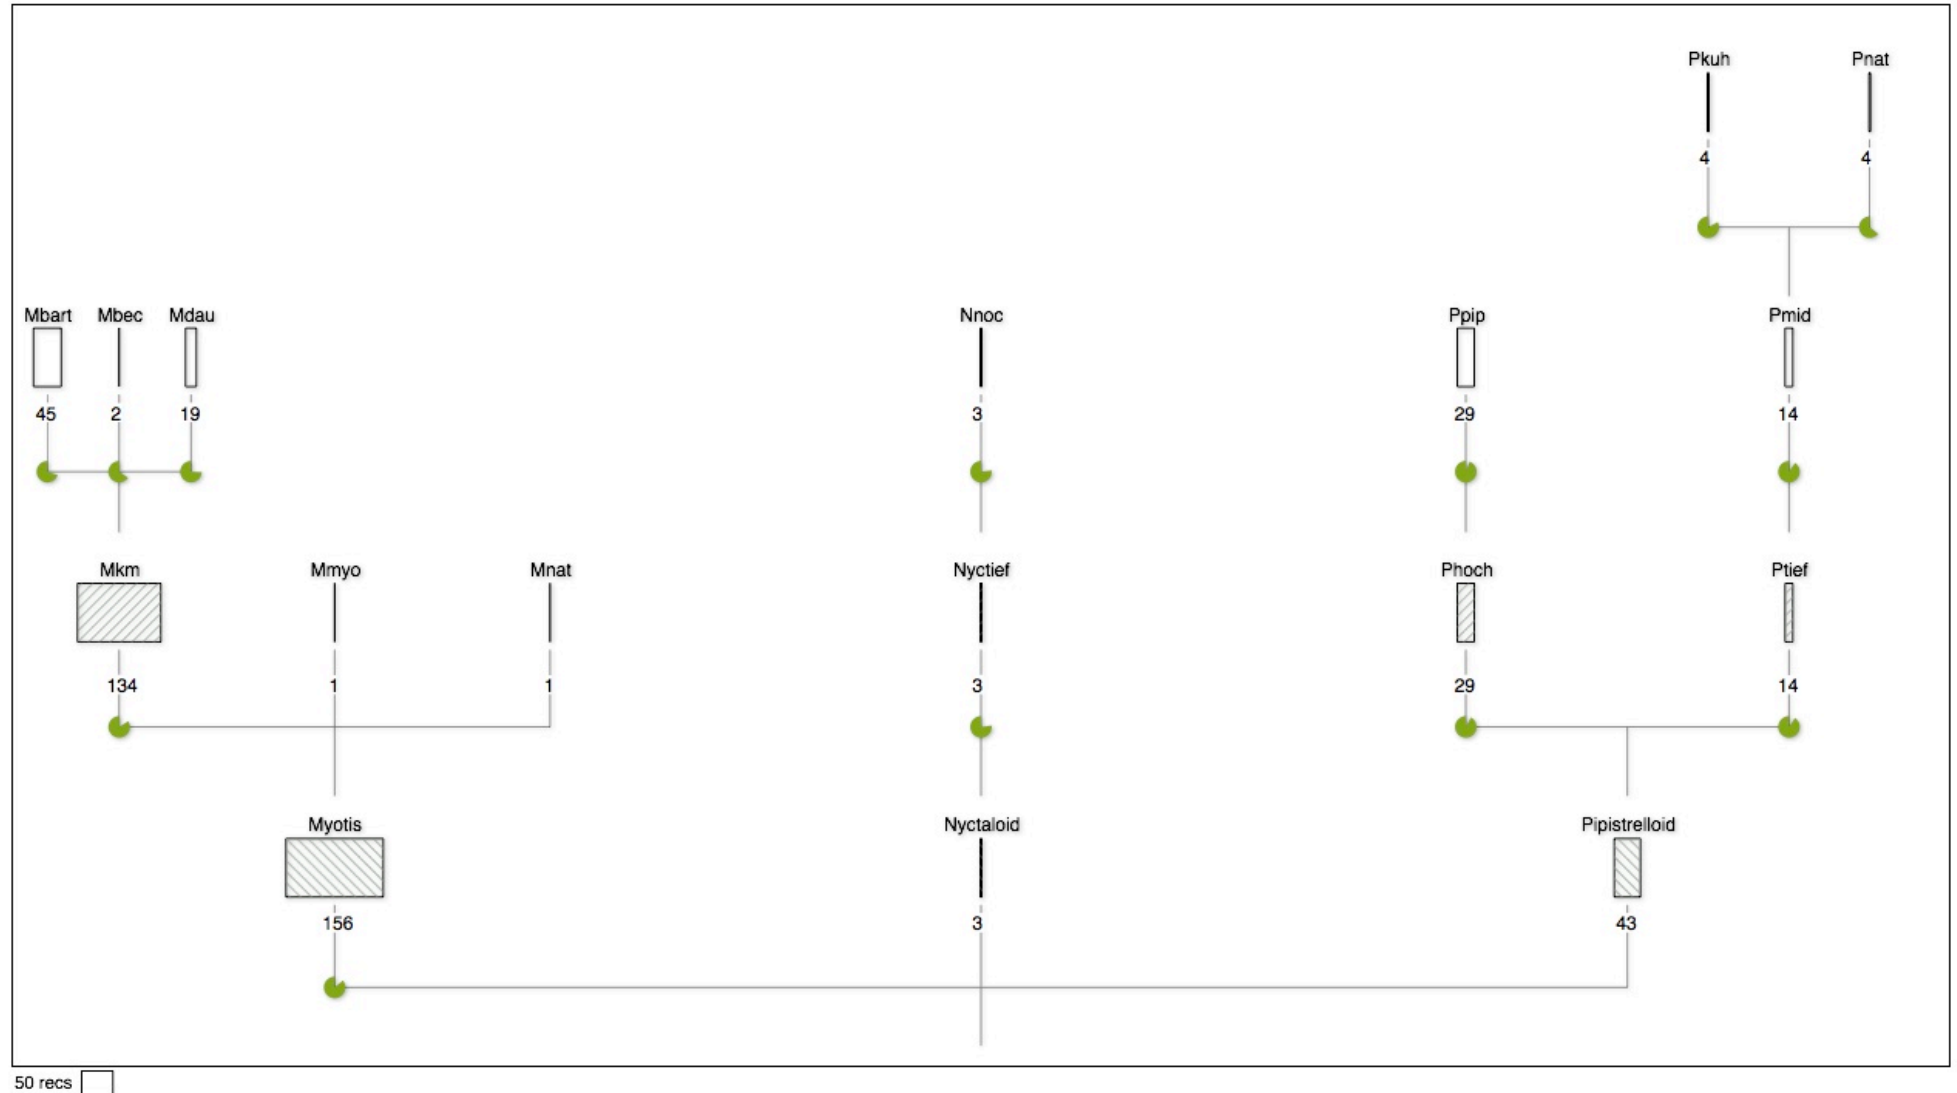 Pkuh Pnat
4 4
Mbart Mbec Mdau Nnoc Ppip Pmid
45 2 19 3 29 14
Mkm Mmyo Mnat Nyctief Phoch Ptief
134 1 1 3 29 14
Myotis Nyctaloid Pipistrelloid
156 3 43
50 recs